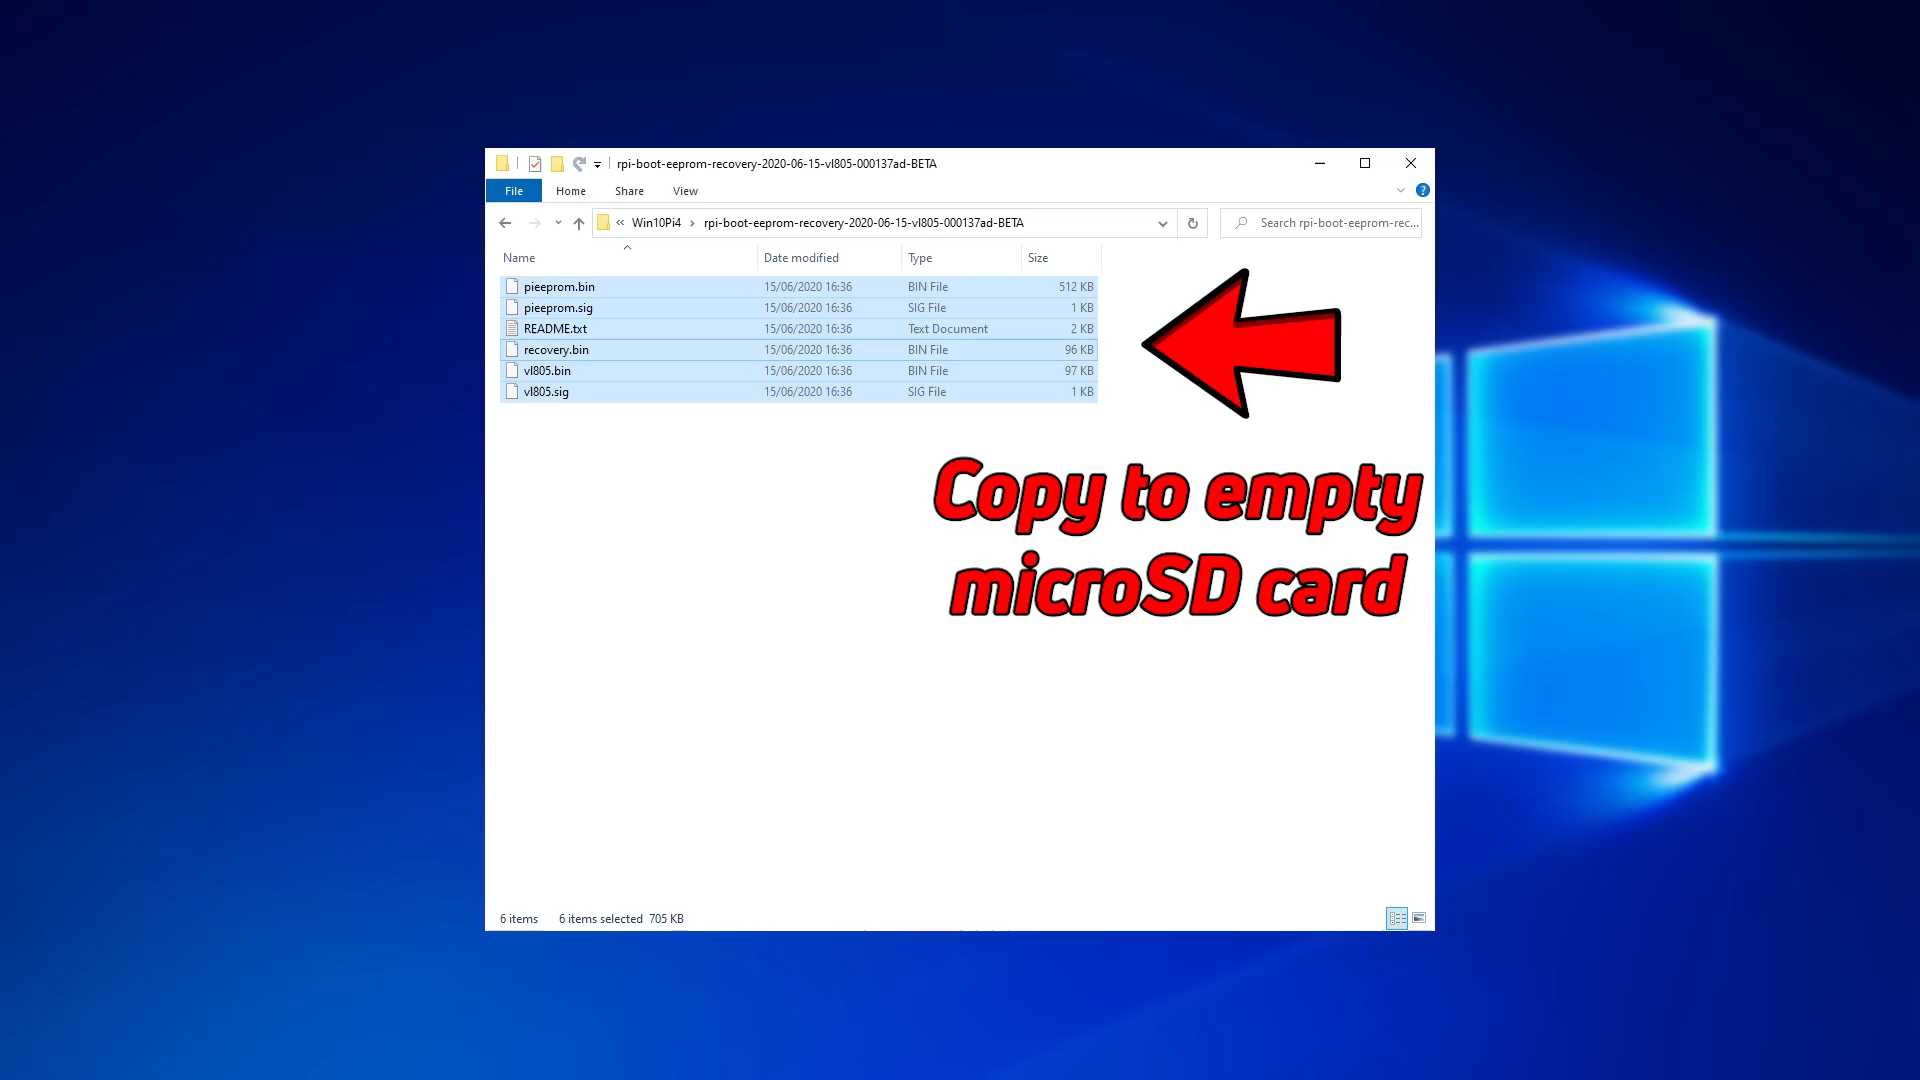 rpi-boot-eeprom-recovery-2020-06-15-vl805-000137ad-BETA
File Home Share View
« Win10Pi4 › rpi-boot-eeprom-recovery-2020-06-15-vl805-000137ad-BETA Search rpi-boot-eeprom-rec...
Name Date modified Type Size
pieeprom.bin 15/06/2020 16:36 BIN File 512 KB
pieeprom.sig 15/06/2020 16:36 SIG File 1 KB
README.txt 15/06/2020 16:36 Text Document 2 KB
recovery.bin 15/06/2020 16:36 BIN File 96 KB
vl805.bin 15/06/2020 16:36 BIN File 97 KB
vl805.sig 15/06/2020 16:36 SIG File 1 KB
Copy to empty
microSD card
6 items 6 items selected 705 KB